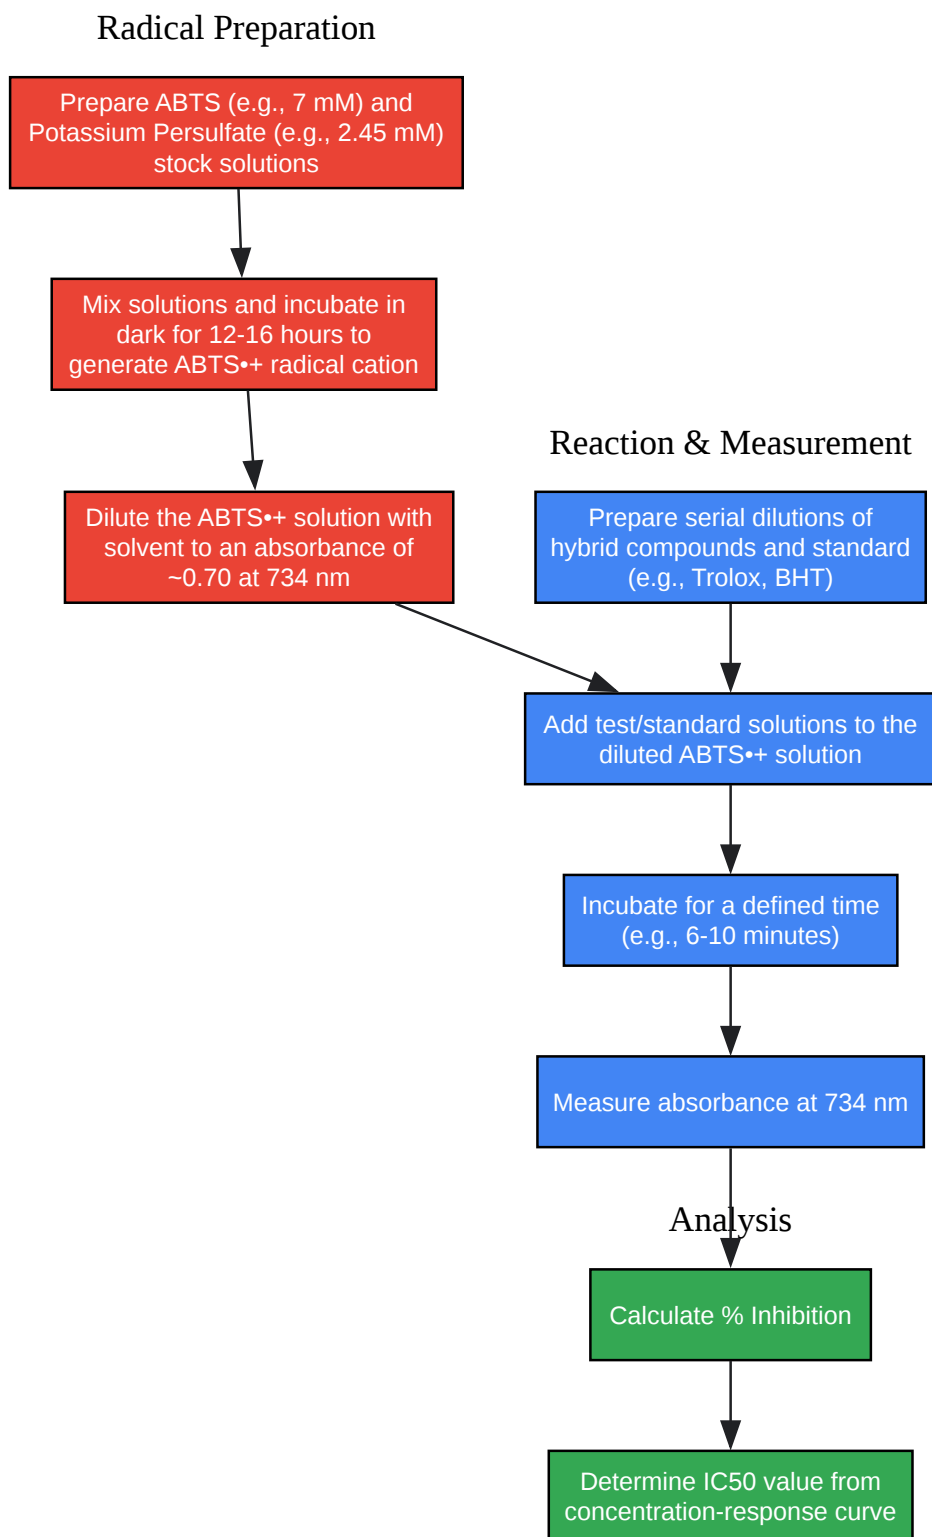 Radical Preparation
Prepare ABTS (e.g., 7 mM) and
Potassium Persulfate (e.g., 2.45 mM)
stock solutions
Mix solutions and incubate in
dark for 12-16 hours to
generate ABTS•+ radical cation
Dilute the ABTS•+ solution with
solvent to an absorbance of
~0.70 at 734 nm
Reaction & Measurement
Prepare serial dilutions of
hybrid compounds and standard
(e.g., Trolox, BHT)
Add test/standard solutions to the
diluted ABTS•+ solution
Incubate for a defined time
(e.g., 6-10 minutes)
Measure absorbance at 734 nm
Analysis
Calculate % Inhibition
Determine IC50 value from
concentration-response curve